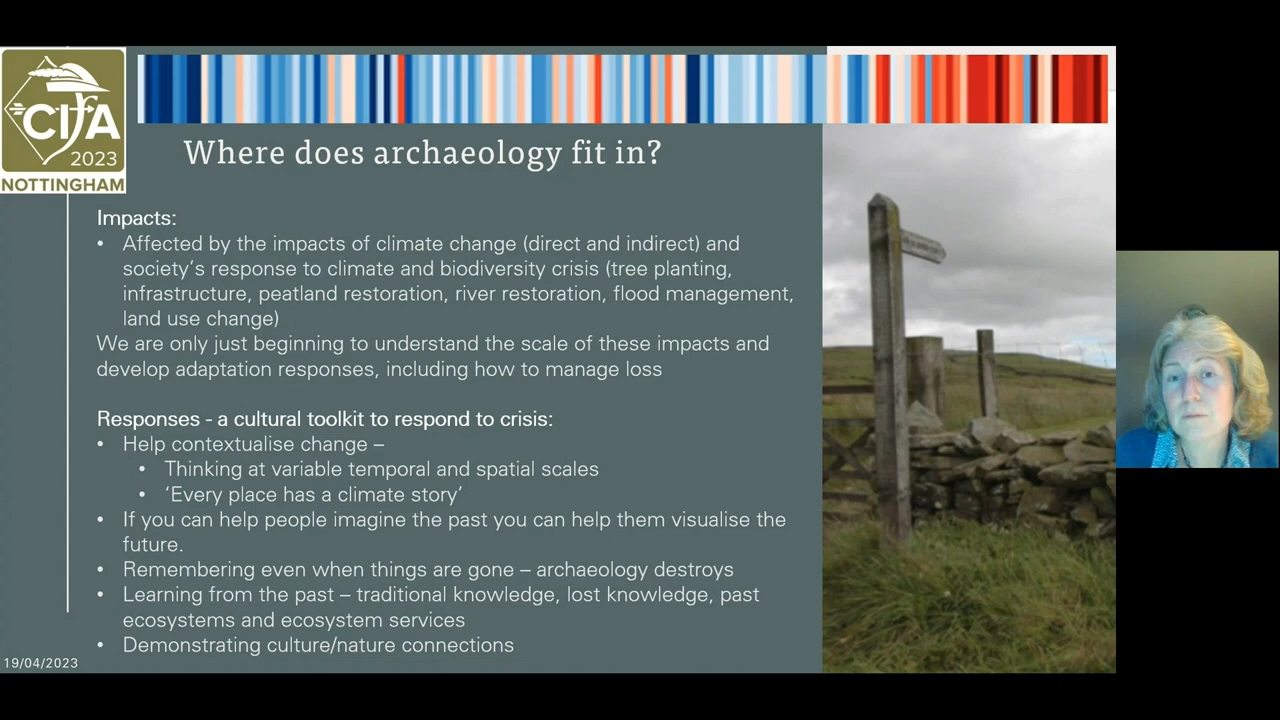 CIfA
2023
NOTTINGHAM
Where does archaeology fit in?
Impacts:
• Affected by the impacts of climate change (direct and indirect) and
society's response to climate and biodiversity crisis (tree planting,
infrastructure, peatland restoration, river restoration, flood management,
land use change)
We are only just beginning to understand the scale of these impacts and
develop adaptation responses, including how to manage loss
Responses - a cultural toolkit to respond to crisis:
• Help contextualise change –
• Thinking at variable temporal and spatial scales
• 'Every place has a climate story'
• If you can help people imagine the past you can help them visualise the
future.
• Remembering even when things are gone – archaeology destroys
• Learning from the past – traditional knowledge, lost knowledge, past
ecosystems and ecosystem services
• Demonstrating culture/nature connections
19/04/2023